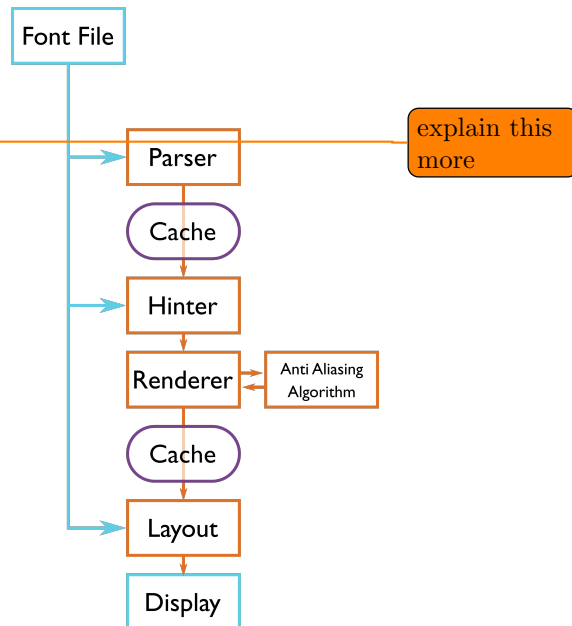 Font File
explain this
more
Parser
Cache
Hinter
Renderer
Anti Aliasing
Algorithm
Cache
Layout
Display